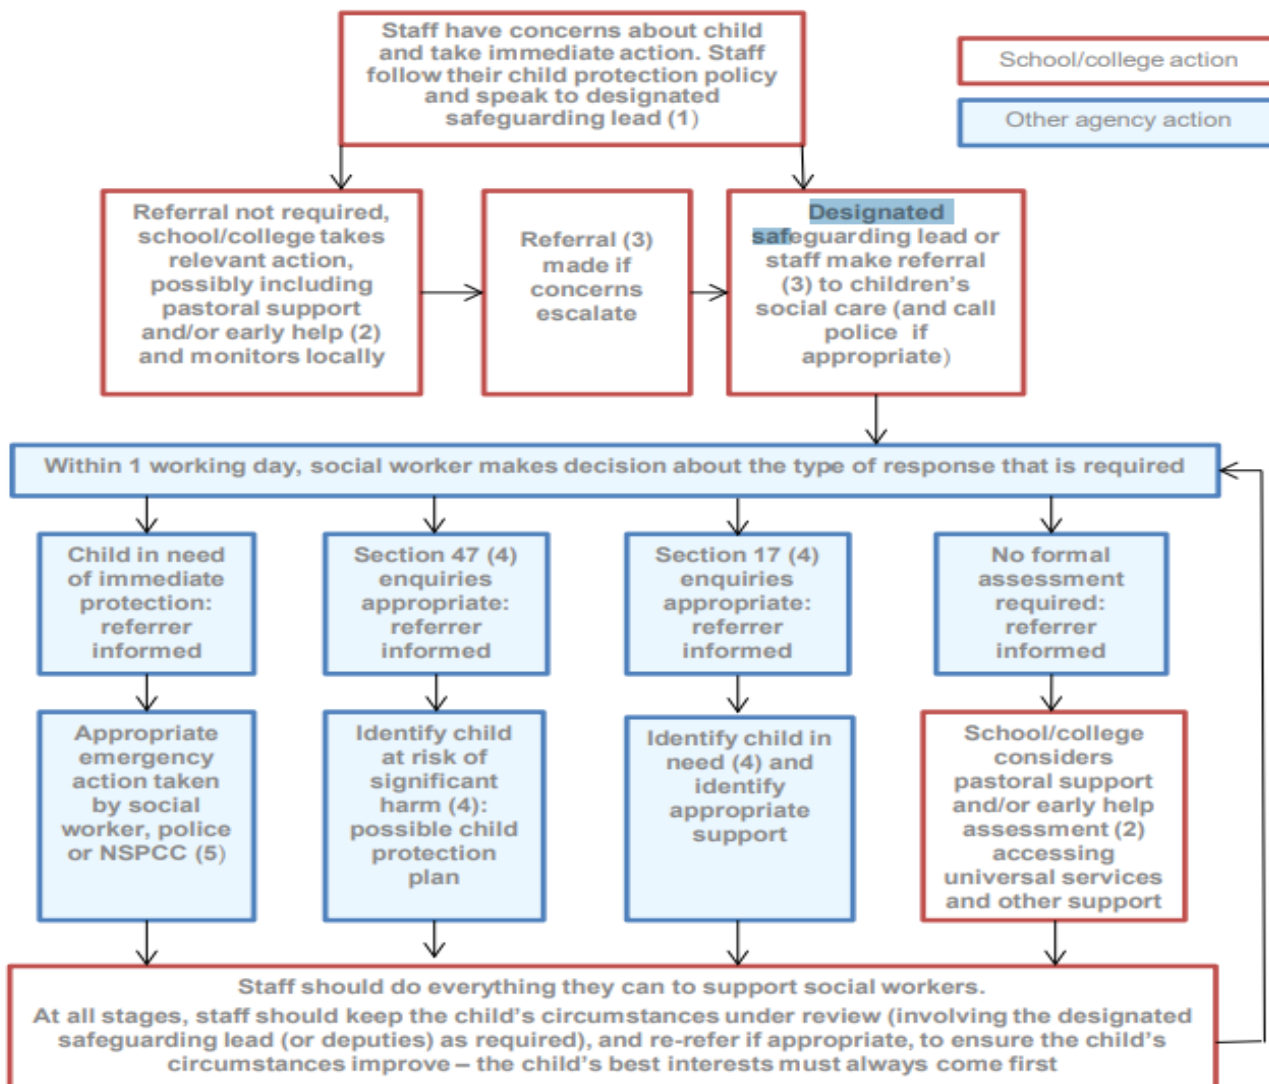 Staff have concerns about child
and take immediate action. Staff
follow their child protection policy
and speak to designated
safeguarding lead (1)
School/college action
Other agency action
Referral not required,
school/college takes
relevant action,
possibly including
pastoral support
and/or early help (2)
and monitors locally
Referral (3)
made if
concerns
escalate
Designated
safeguarding lead or
staff make referral
(3) to children’s
social care (and call
police if
appropriate)
Within 1 working day, social worker makes decision about the type of response that is required
Child in need
of immediate
protection:
referrer
informed
Section 47 (4)
enquiries
appropriate:
referrer
informed
Section 17 (4)
enquiries
appropriate:
referrer
informed
No formal
assessment
required:
referrer
informed
Appropriate
emergency
action taken
by social
worker, police
or NSPCC (5)
Identify child
at risk of
significant
harm (4):
possible child
protection
plan
Identify child in
need (4) and
identify
appropriate
support
School/college
considers
pastoral support
and/or early help
assessment (2)
accessing
universal services
and other support
Staff should do everything they can to support social workers.
At all stages, staff should keep the child’s circumstances under review (involving the designated
safeguarding lead (or deputies) as required), and re-refer if appropriate, to ensure the child’s
circumstances improve – the child’s best interests must always come first